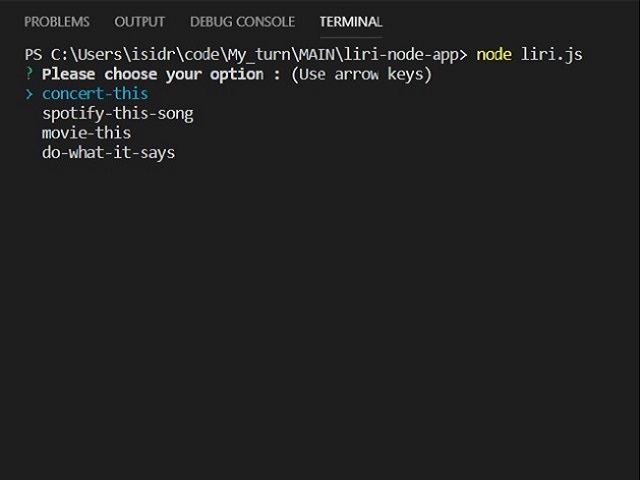 PROBLEMS OUTPUT DEBUG CONSOLE TERMINAL
PS C:\Users\isidr\code\My_turn\MAIN\liri-node-app> node liri.js
? Please choose your option : (Use arrow keys)
> concert-this
spotify-this-song
movie-this
do-what-it-says